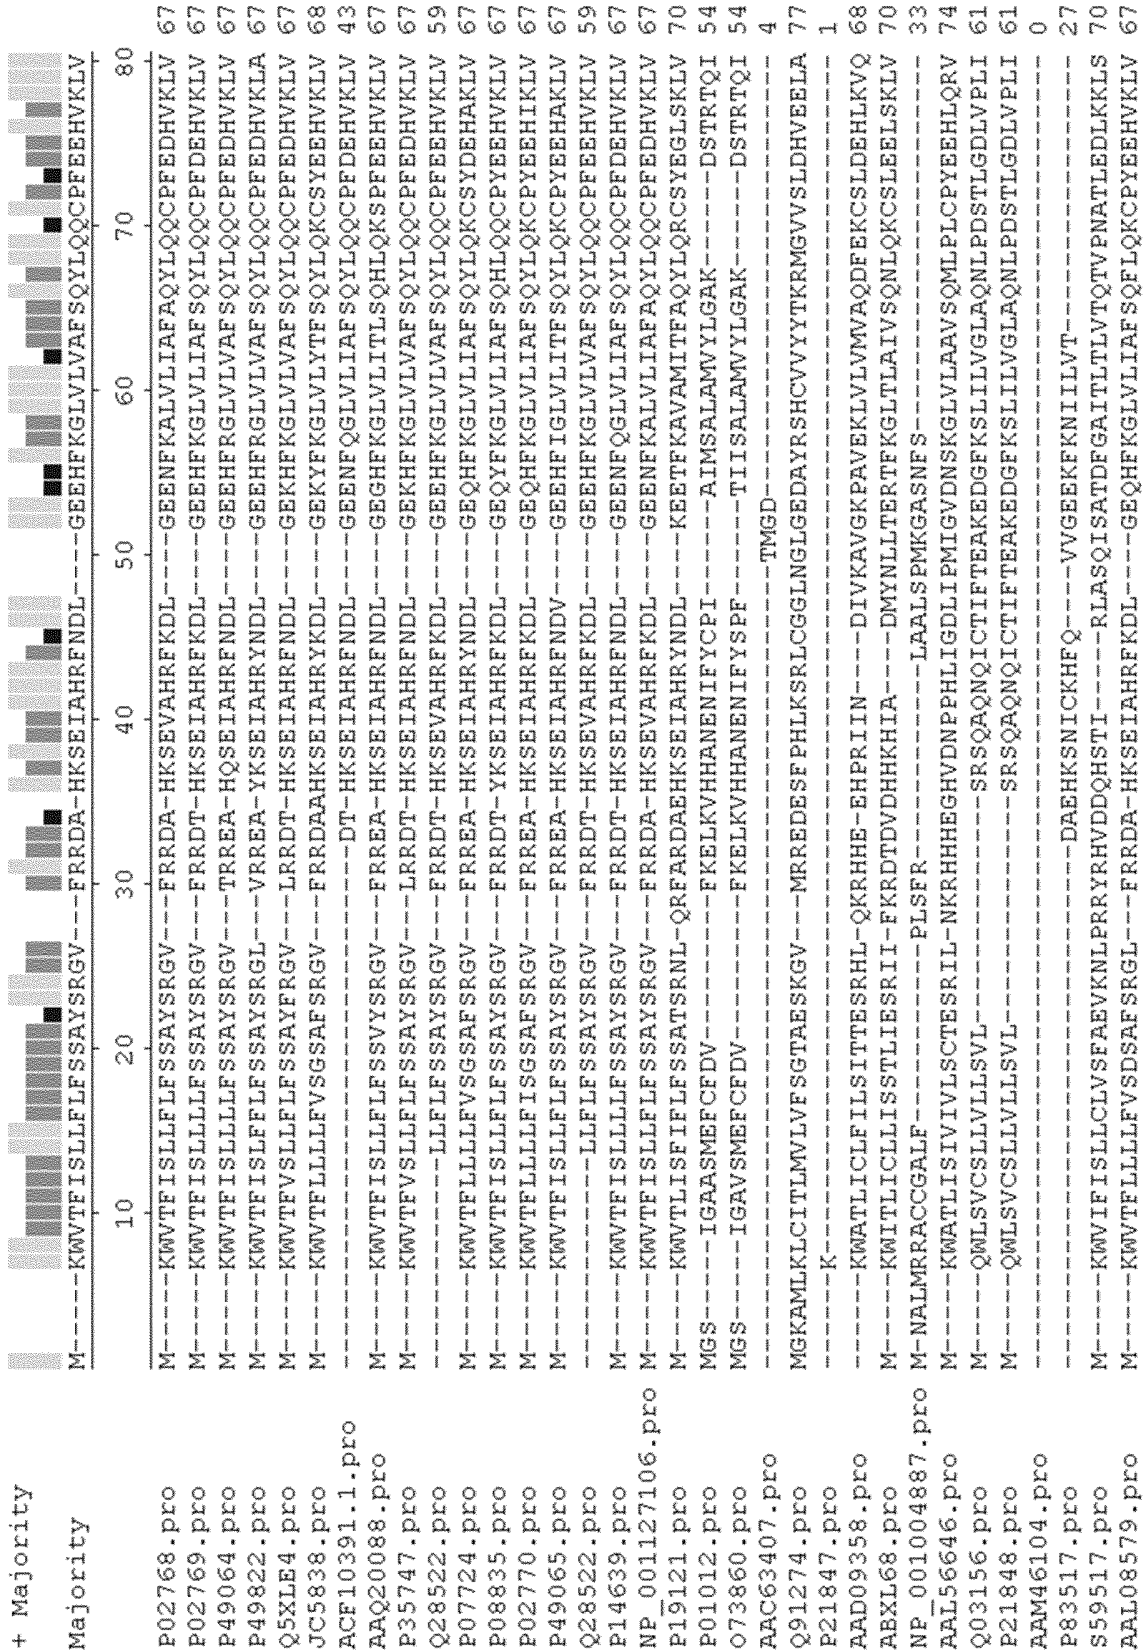 + Majority
Majority M-----KWVTFISLLFLFSSAYSRGV---FRRDA-HKSEIAHRFNDL----GEEHFKGLVLVAFSQYLQQCPFEEHVKLV
10 20 30 40 50 60 70 80
P02768.pro M-----KWVTFISLLFLFSSAYSRGV---FRRDA-HKSEVAHRFKDL----GEENFKALVLIAFAQYLQQCPFEDHVKLV 67
P02769.pro M-----KWVTFISLLLLFSSAYSRGV---FRRDT-HKSEIAHRFKDL----GEEHFKGLVLIAFSQYLQQCPFDEHVKLV 67
P49064.pro M-----KWVTFISLLLLFSSAYSRGV---TRREA-HQSEIAHRFNDL----GEEHFRGLVLVAFSQYLQQCPFEDHVKLV 67
P49822.pro M-----KWVTFISLFFLFSSAYSRGL---VRREA-YKSEIAHRYNDL----GEEHFRGLVLVAFSQYLQQCPFEDHVKLA 67
Q5XLE4.pro M-----KWVTFVSLLFLFSSAYFRGV---LRRDT-HKSEIAHRFNDL----GEKHFKGLVLVAFSQYLQQCPFEDHVKLV 67
JC5838.pro M-----KWVTFLLLLFVSGSAFSRGV---FRRDAAHKSEIAHRYKDL----GEKYFKGLVLYTFSQYLQKCSYEEHVKLV 68
ACF10391.1.pro --------------------------------DT-HKSEIAHRFNDL----GEENFQGLVLIAFSQYLQQCPFDEHVKLV 43
AAQ20088.pro M-----KWVTFISLLFLFSSVYSRGV---FRREA-HKSEIAHRFNDL----GEGHFKGLVLITLSQHLQKSPFEEHVKLV 67
P35747.pro M-----KWVTFVSLLFLFSSAYSRGV---LRRDT-HKSEIAHRFNDL----GEKHFKGLVLVAFSQYLQQCPFEDHVKLV 67
Q28522.pro -------------LLFLFSSAYSRGV---FRRDT-HKSEVAHRFKDL----GEEHFKGLVLVAFSQYLQQCPFEEHVKLV 59
P07724.pro M-----KWVTFLLLLFVSGSAFSRGV---FRREA-HKSEIAHRYNDL----GEQHFKGLVLIAFSQYLQKCSYDEHAKLV 67
P08835.pro M-----KWVTFISLLFLFSSAYSRGV---FRRDT-YKSEIAHRFKDL----GEQYFKGLVLIAFSQHLQQCPYEEHVKLV 67
P02770.pro M-----KWVTFLLLLFISGSAFSRGV---FRREA-HKSEIAHRFKDL----GEQHFKGLVLIAFSQYLQKCPYEEHIKLV 67
P49065.pro M-----KWVTFISLLFLFSSAYSRGV---FRREA-HKSEIAHRFNDV----GEEHFIGLVLITFSQYLQKCPYEEHAKLV 67
Q28522.pro -------------LLFLFSSAYSRGV---FRRDT-HKSEVAHRFKDL----GEEHFKGLVLVAFSQYLQQCPFEEHVKLV 59
P14639.pro M-----KWVTFISLLLLFSSAYSRGV---FRRDT-HKSEIAHRFNDL----GEENFQGLVLIAFSQYLQQCPFDEHVKLV 67
NP_001127106.pro M-----KWVTFISLLFLFSSAYSRGV---FRRDA-HKSEVAHRFKDL----GEENFKALVLIAFAQYLQQCPFEDHVKLV 67
P19121.pro M-----KWVTLISFIFLFSSATSRNL-QRFARDAEHKSEIAHRYNDL----KEETFKAVAMITFAQYLQRCSYEGLSKLV 70
P01012.pro MGS-----IGAASMEFCFDV---------FKELKVHHANENIFYCPI------AIMSALAMVYLGAK------DSTRTQI 54
O73860.pro MGS-----IGAVSMEFCFDV---------FKELKVHHANENIFYSPF------TIISALAMVYLGAK------DSTRTQI 54
AAC63407.pro -------------------------------------------------TMGD--------------------------- 4
Q91274.pro MGKAMLKLCITLMVLVFSGTAESKGV---MRREDESFPHLKSRLCGGLNGLGEDAYRSHCVVYYTKRMGVVSLDHVEELA 77
P21847.pro ------K------------------------------------------------------------------------- 1
AAD09358.pro ------KWATLICLFILSITTESRHL-QKRHHE-EHPRIIN----DIVKAVGKPAVEKLVLVMVAQDFEKCSLDEHLKVQ 68
ABXL68.pro M-----KWITLICLLISSTLIESRII-FKRDTDVDHHKHIA----DMYNLLTERTFKGLTLAIVSQNLQKCSLEELSKLV 70
NP_001004887.pro M-NALMRRACCGALF-----------PLSFR------------LAALSPMKGASNFS----------------------- 33
AAL56646.pro M-----KWATLISIVIVLSCTESRIL-NKRHHHEGHVDNPPHLIGDLIPMIGVDNSKGLVLAAVSQMLPLCPYEEHLQRV 74
Q03156.pro M-----QWLSVCSLLVLLSVL--------------SRSQAQNQICTIFTEAKEDGFKSLILVGLAQNLPDSTLGDLVPLI 61
P21848.pro M-----QWLSVCSLLVLLSVL--------------SRSQAQNQICTIFTEAKEDGFKSLILVGLAQNLPDSTLGDLVPLI 61
AAM46104.pro -------------------------------------------------------------------------------- 0
P83517.pro --------------------------------DAEHKSNICKHFQ----VVGEEKFKNIILVT----------------- 27
S59517.pro M-----KWVIFISLLCLVSFAEVKNLPRRYRHVDDQHSTI-----RLASQISATDFGAITLTLVTQTVPNATLEDLKKLS 70
AAL08579.pro M-----KWVTFLLLLFVSDSAFSRGL---FRRDA-HKSEIAHRFKDL----GEQHFKGLVLIAFSQFLQKCPYEEHVKLV 67